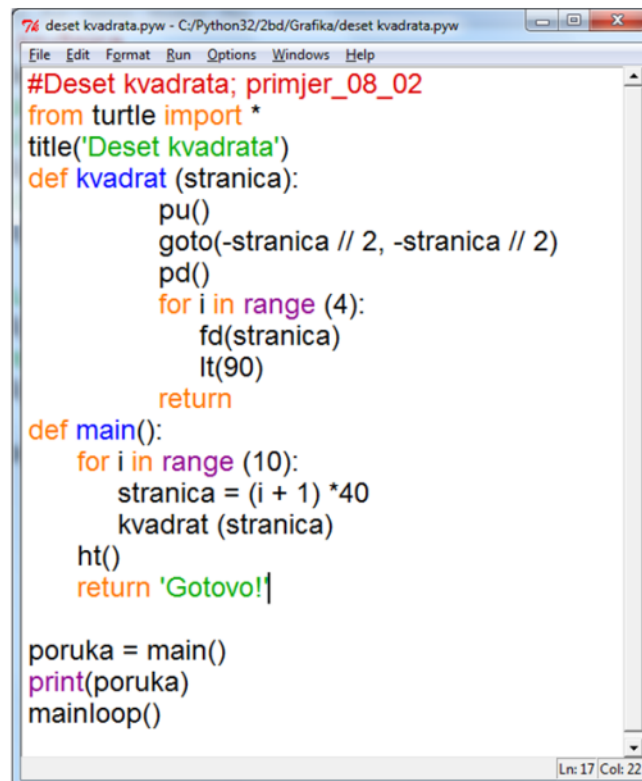 deset kvadrata.pyw - C:/Python32/2bd/Grafika/deset kvadrata.pyw
File Edit Format Run Options Windows Help
#Deset kvadrata; primjer_08_02
from turtle import *
title('Deset kvadrata')
def kvadrat (stranica):
            pu()
            goto(-stranica // 2, -stranica // 2)
            pd()
            for i in range (4):
                fd(stranica)
                lt(90)
            return
def main():
    for i in range (10):
        stranica = (i + 1) *40
        kvadrat (stranica)
    ht()
    return 'Gotovo!'
poruka = main()
print(poruka)
mainloop()
Ln: 17 Col: 22